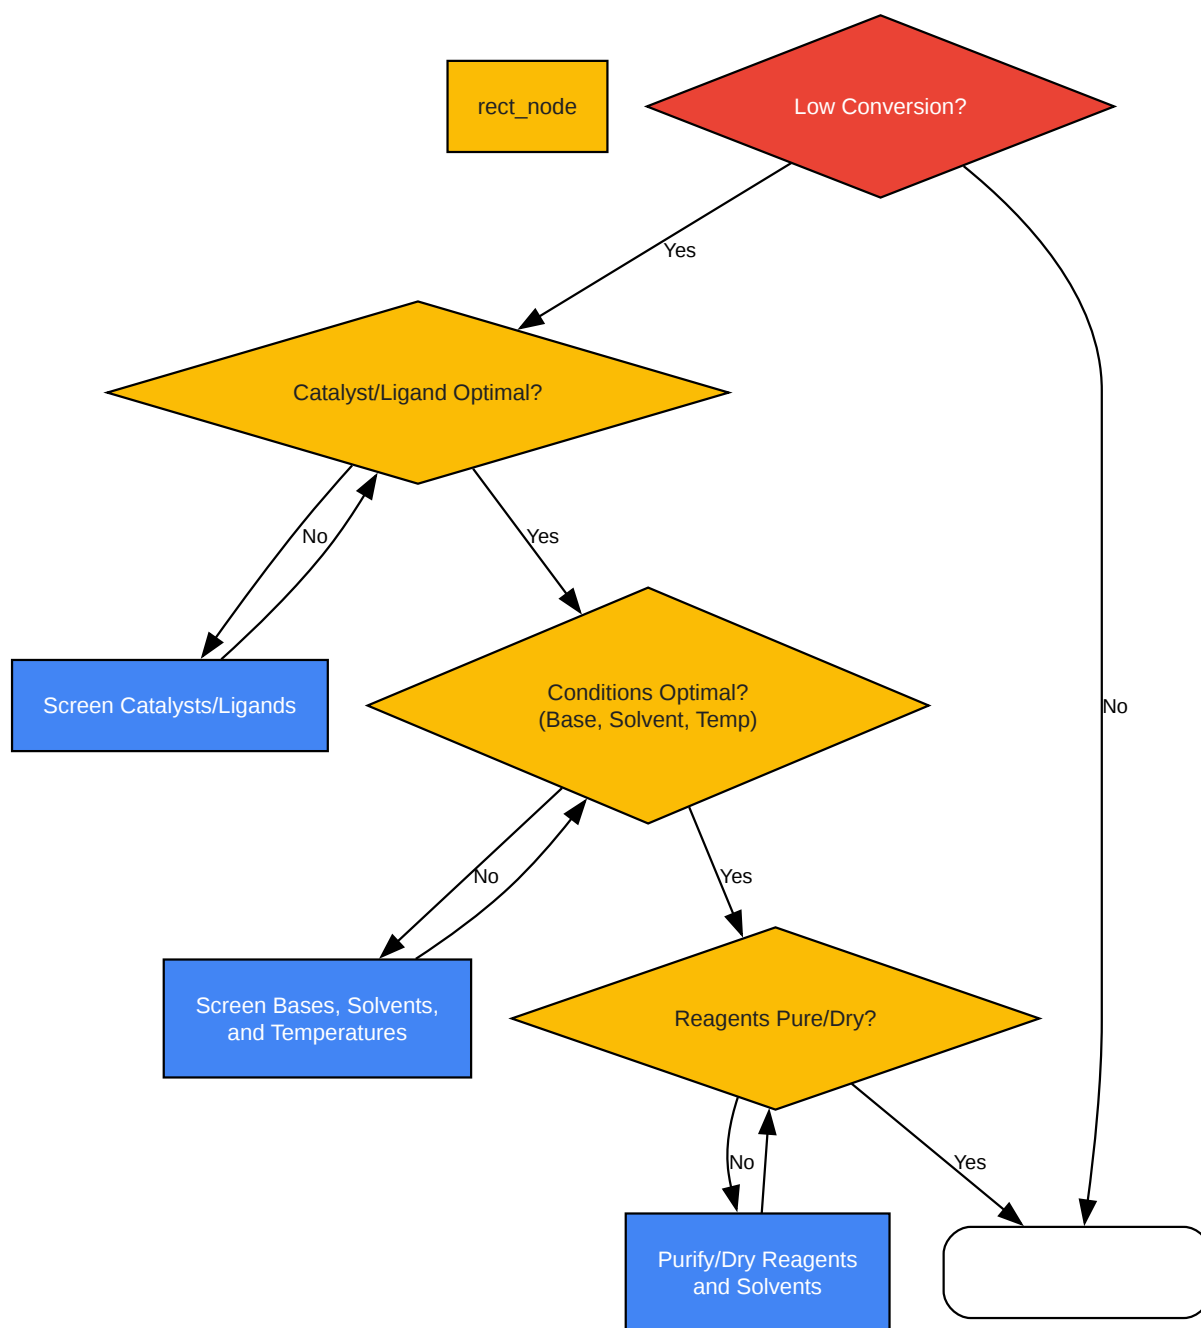 rect_node
Low Conversion?
Yes
Catalyst/Ligand Optimal?
No
Yes
Screen Catalysts/Ligands
Conditions Optimal?
(Base, Solvent, Temp)
No
No
Yes
Screen Bases, Solvents,
and Temperatures
Reagents Pure/Dry?
No
Yes
Purify/Dry Reagents
and Solvents